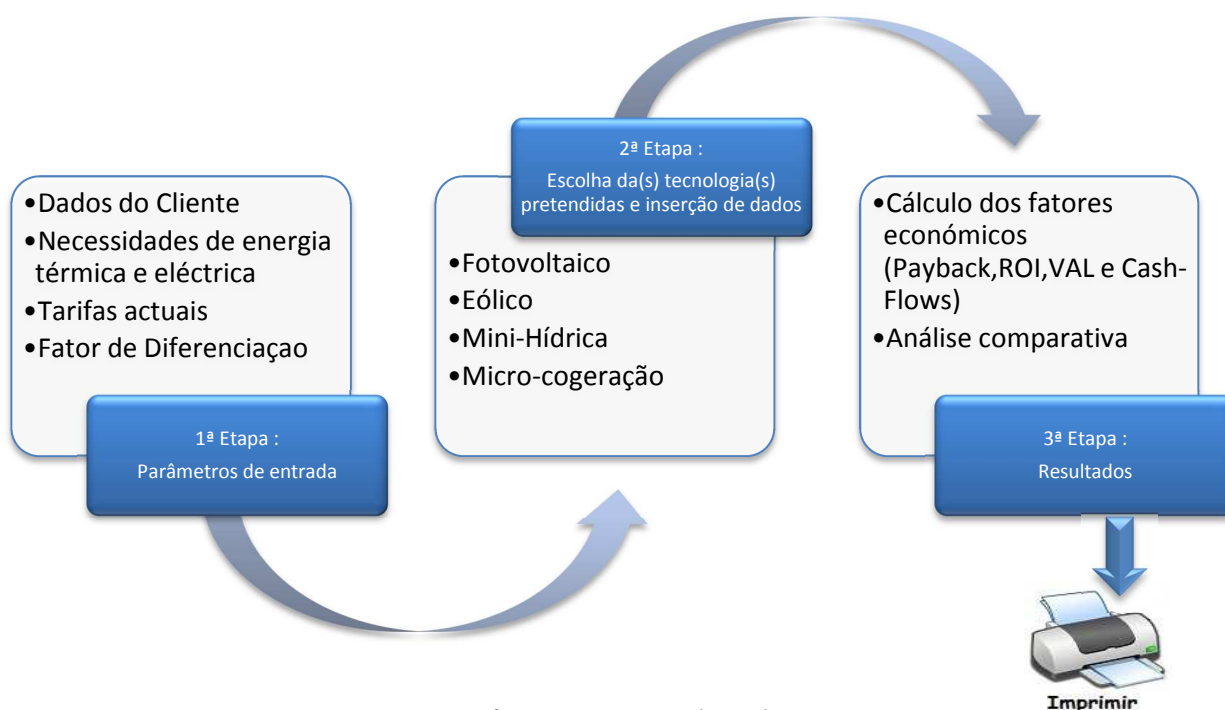 •Dados do Cliente
•Necessidades de energia
térmica e eléctrica
•Tarifas actuais
•Fator de Diferenciaçao
1ª Etapa :
Parâmetros de entrada
2ª Etapa :
Escolha da(s) tecnologia(s)
pretendidas e inserção de dados
•Fotovoltaico
•Eólico
•Mini-Hídrica
•Micro-cogeração
•Cálculo dos fatores
económicos
(Payback,ROI,VAL e Cash-
Flows)
•Análise comparativa
3ª Etapa :
Resultados
Imprimir